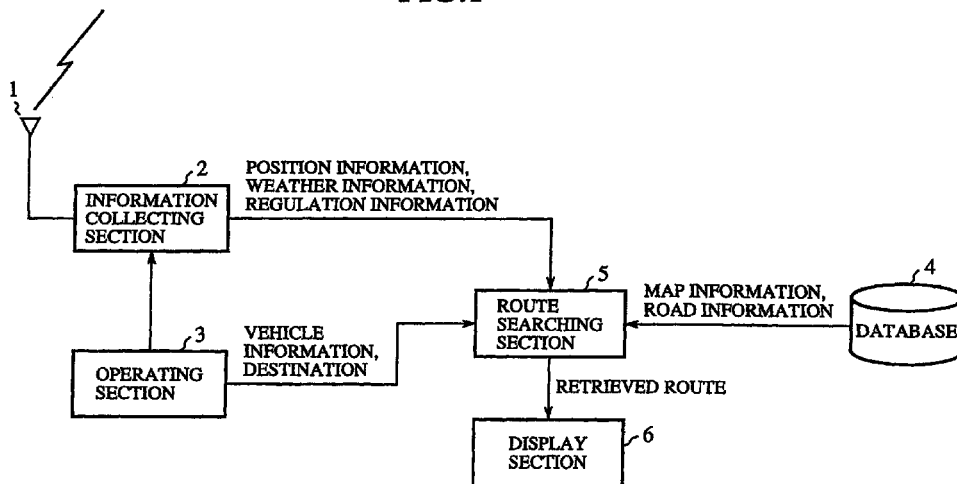 1
2
POSITION INFORMATION,
WEATHER INFORMATION,
REGULATION INFORMATION
INFORMATION
COLLECTING
SECTION
5
4
ROUTE
SEARCHING
SECTION
MAP INFORMATION,
ROAD INFORMATION
DATABASE
3
VEHICLE
INFORMATION,
DESTINATION
OPERATING
SECTION
RETRIEVED ROUTE
6
DISPLAY
SECTION